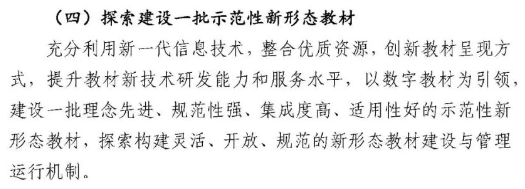 （四）探索建设一批示范性新形态教材
充分利用新一代信息技术，整合优质资源，创新教材呈现方
式，提升教材新技术研发能力和服务水平，以数字教材为引领，
建设一批理念先进、规范性强、集成度高、适用性好的示范性新
形态教材，探索构建灵活、开放、规范的新形态教材建设与管理
运行机制。